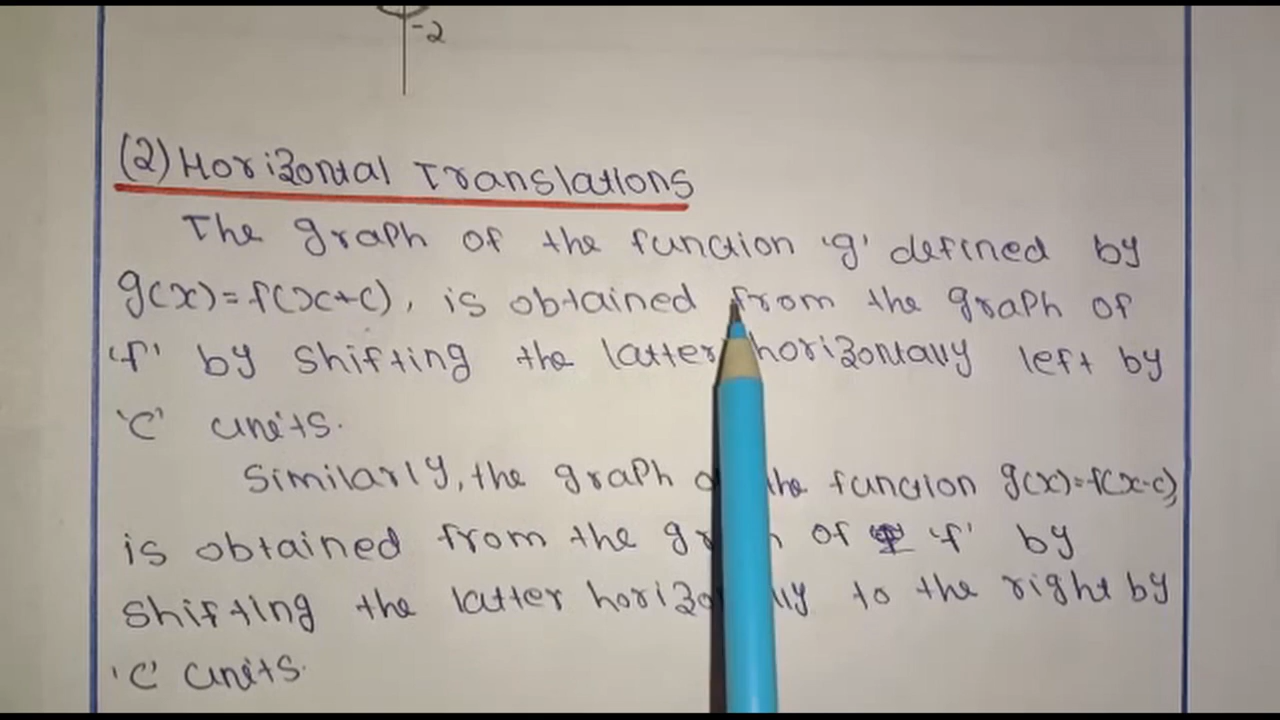 -2
(2) Horizontal Translations
The graph of the function 'g' defined by
g(x)=f(x+c), is obtained from the graph of
'f' by shifting the latter horizontally left by
'c' units.
Similarly, the graph the function g(x)=f(x-c),
is obtained from the of 'f' by
shifting the latter horizontally to the right by
'c' units.